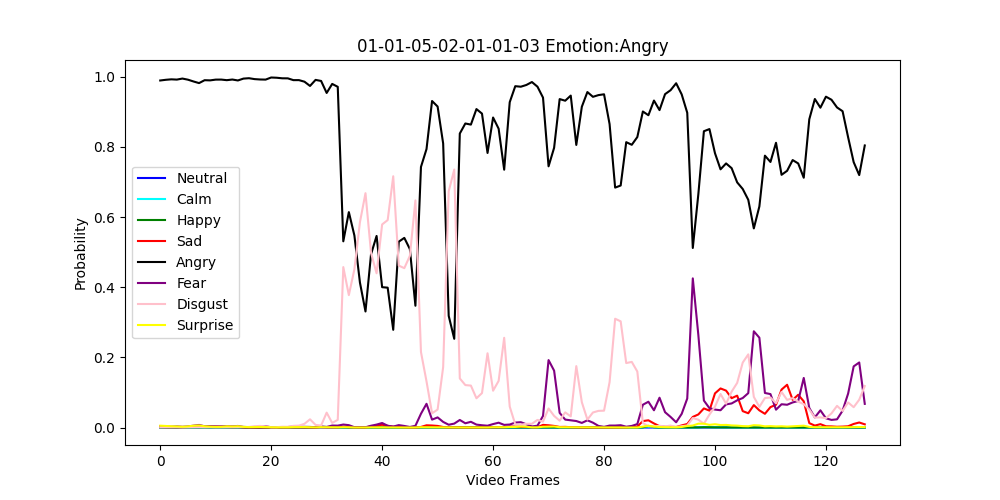 01-01-05-02-01-01-03 Emotion:Angry
1.0
0.8
0.6
0.4
0.2
0.0
Probability
Neutral
Calm
Happy
Sad
Angry
Fear
Disgust
Surprise
0 20 40 60 80 100 120
Video Frames